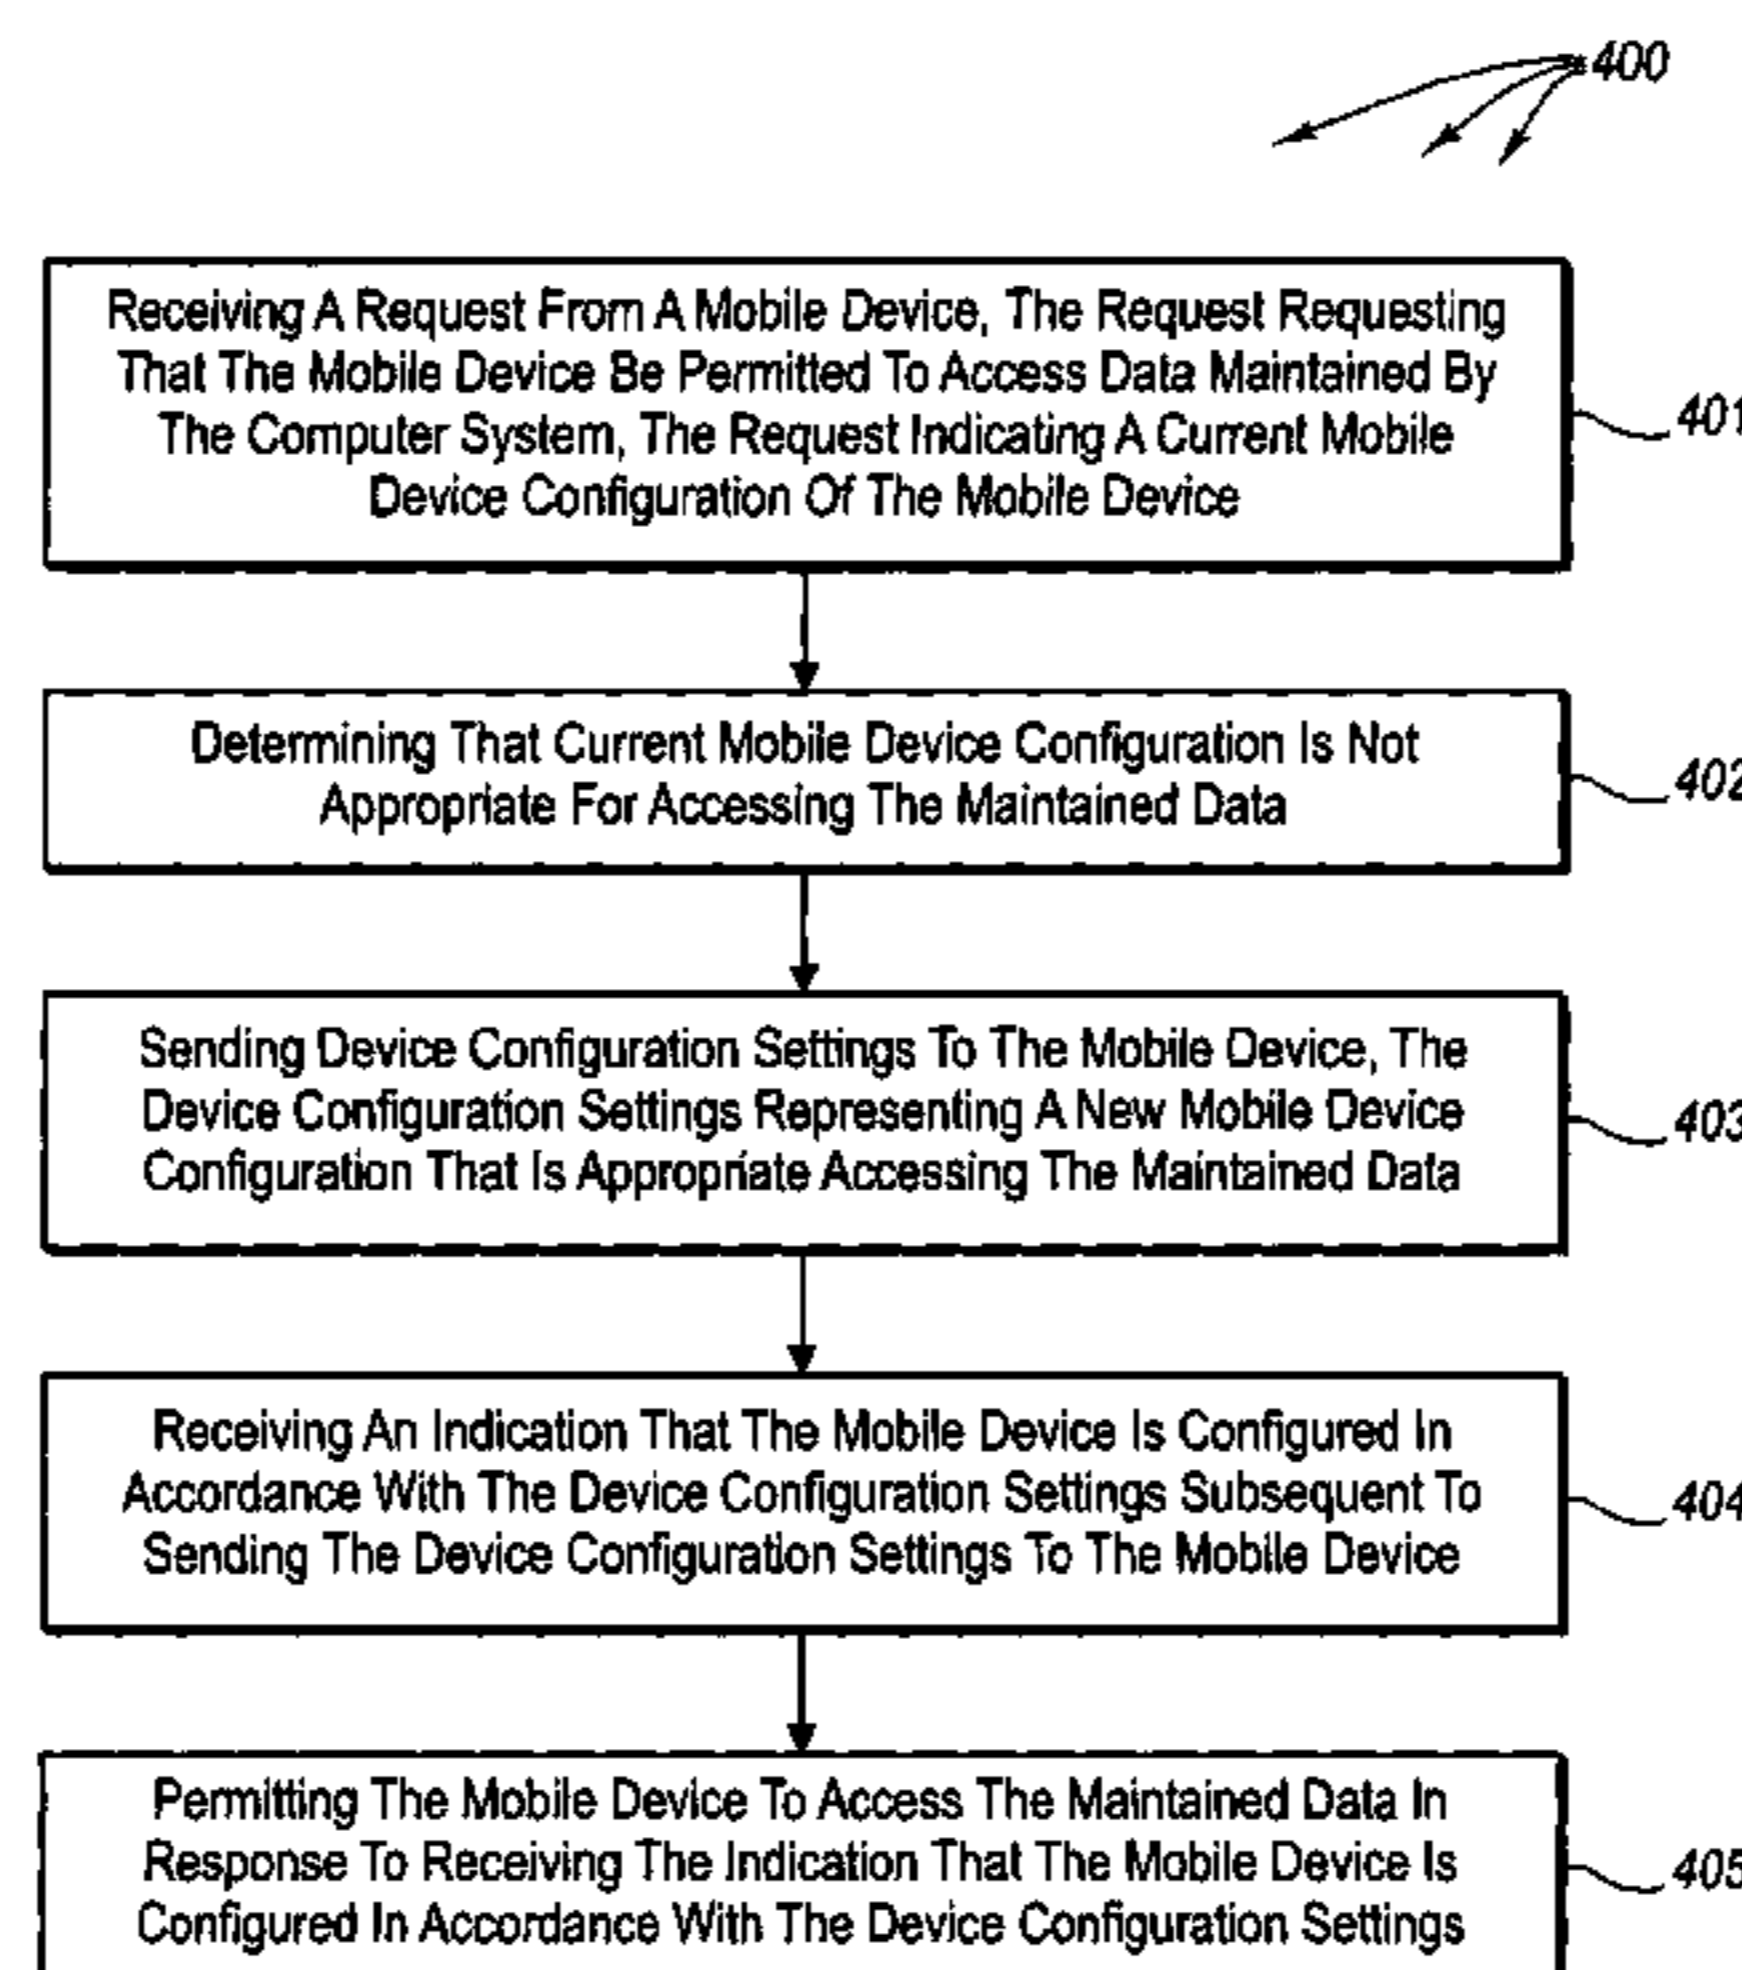 400
Receiving A Request From A Mobile Device, The Request Requesting
That The Mobile Device Be Permitted To Access Data Maintained By
The Computer System, The Request Indicating A Current Mobile
Device Configuration Of The Mobile Device
401
Determining That Current Mobile Device Configuration Is Not
Appropriate For Accessing The Maintained Data
402
Sending Device Configuration Settings To The Mobile Device, The
Device Configuration Settings Representing A New Mobile Device
Configuration That Is Appropriate Accessing The Maintained Data
403
Receiving An Indication That The Mobile Device Is Configured In
Accordance With The Device Configuration Settings Subsequent To
Sending The Device Configuration Settings To The Mobile Device
404
Permitting The Mobile Device To Access The Maintained Data In
Response To Receiving The Indication That The Mobile Device Is
Configured In Accordance With The Device Configuration Settings
405